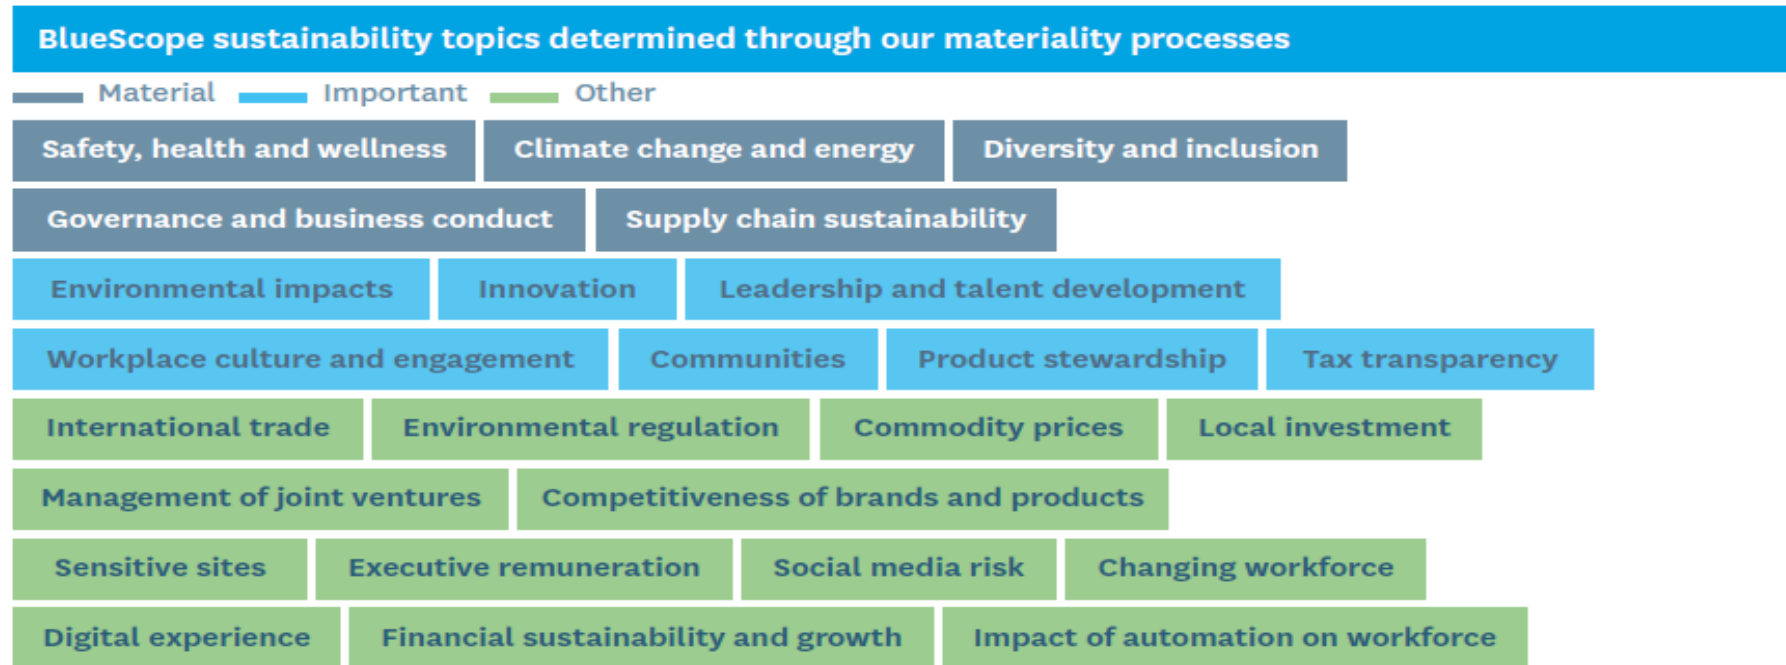 BlueScope sustainability topics determined through our materiality processes
Material Important Other
Safety, health and wellness Climate change and energy Diversity and inclusion
Governance and business conduct Supply chain sustainability
Environmental impacts Innovation Leadership and talent development
Workplace culture and engagement Communities Product stewardship Tax transparency
International trade Environmental regulation Commodity prices Local investment
Management of joint ventures Competitiveness of brands and products
Sensitive sites Executive remuneration Social media risk Changing workforce
Digital experience Financial sustainability and growth Impact of automation on workforce